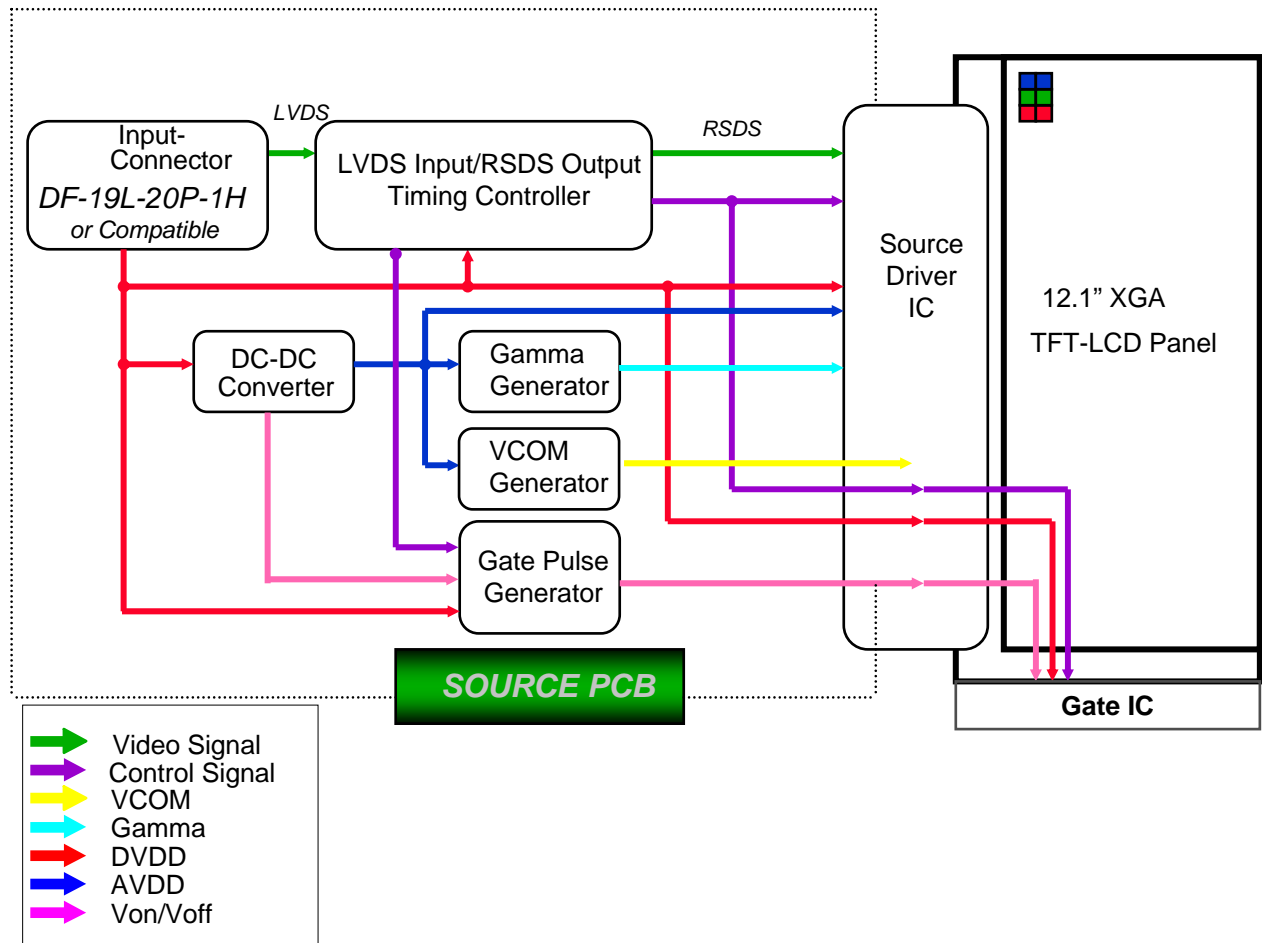 LVDS
RSDS
Input-
Connector
DF-19L-20P-1H
or Compatible
LVDS Input/RSDS Output
Timing Controller
Source
Driver
IC
12.1” XGA
TFT-LCD Panel
DC-DC
Converter
Gamma
Generator
VCOM
Generator
Gate Pulse
Generator
SOURCE PCB
Gate IC
Video Signal
Control Signal
VCOM
Gamma
DVDD
AVDD
Von/Voff